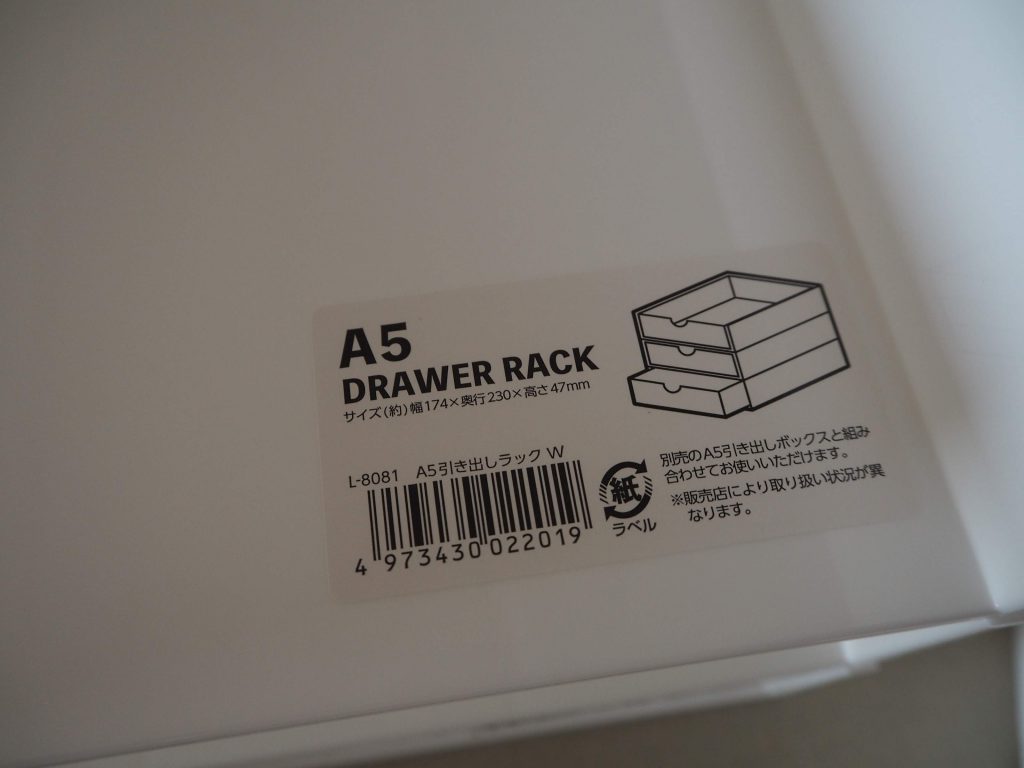 A5
DRAWER RACK
サイズ(約)幅174×奥行230×高さ47mm
L-8081 A5引き出しラック W
4 973430 022019
紙
ラベル
別売のA5引き出しボックスと組み
合わせてお使いいただけます。
※販売店により取り扱い状況が異
なります。